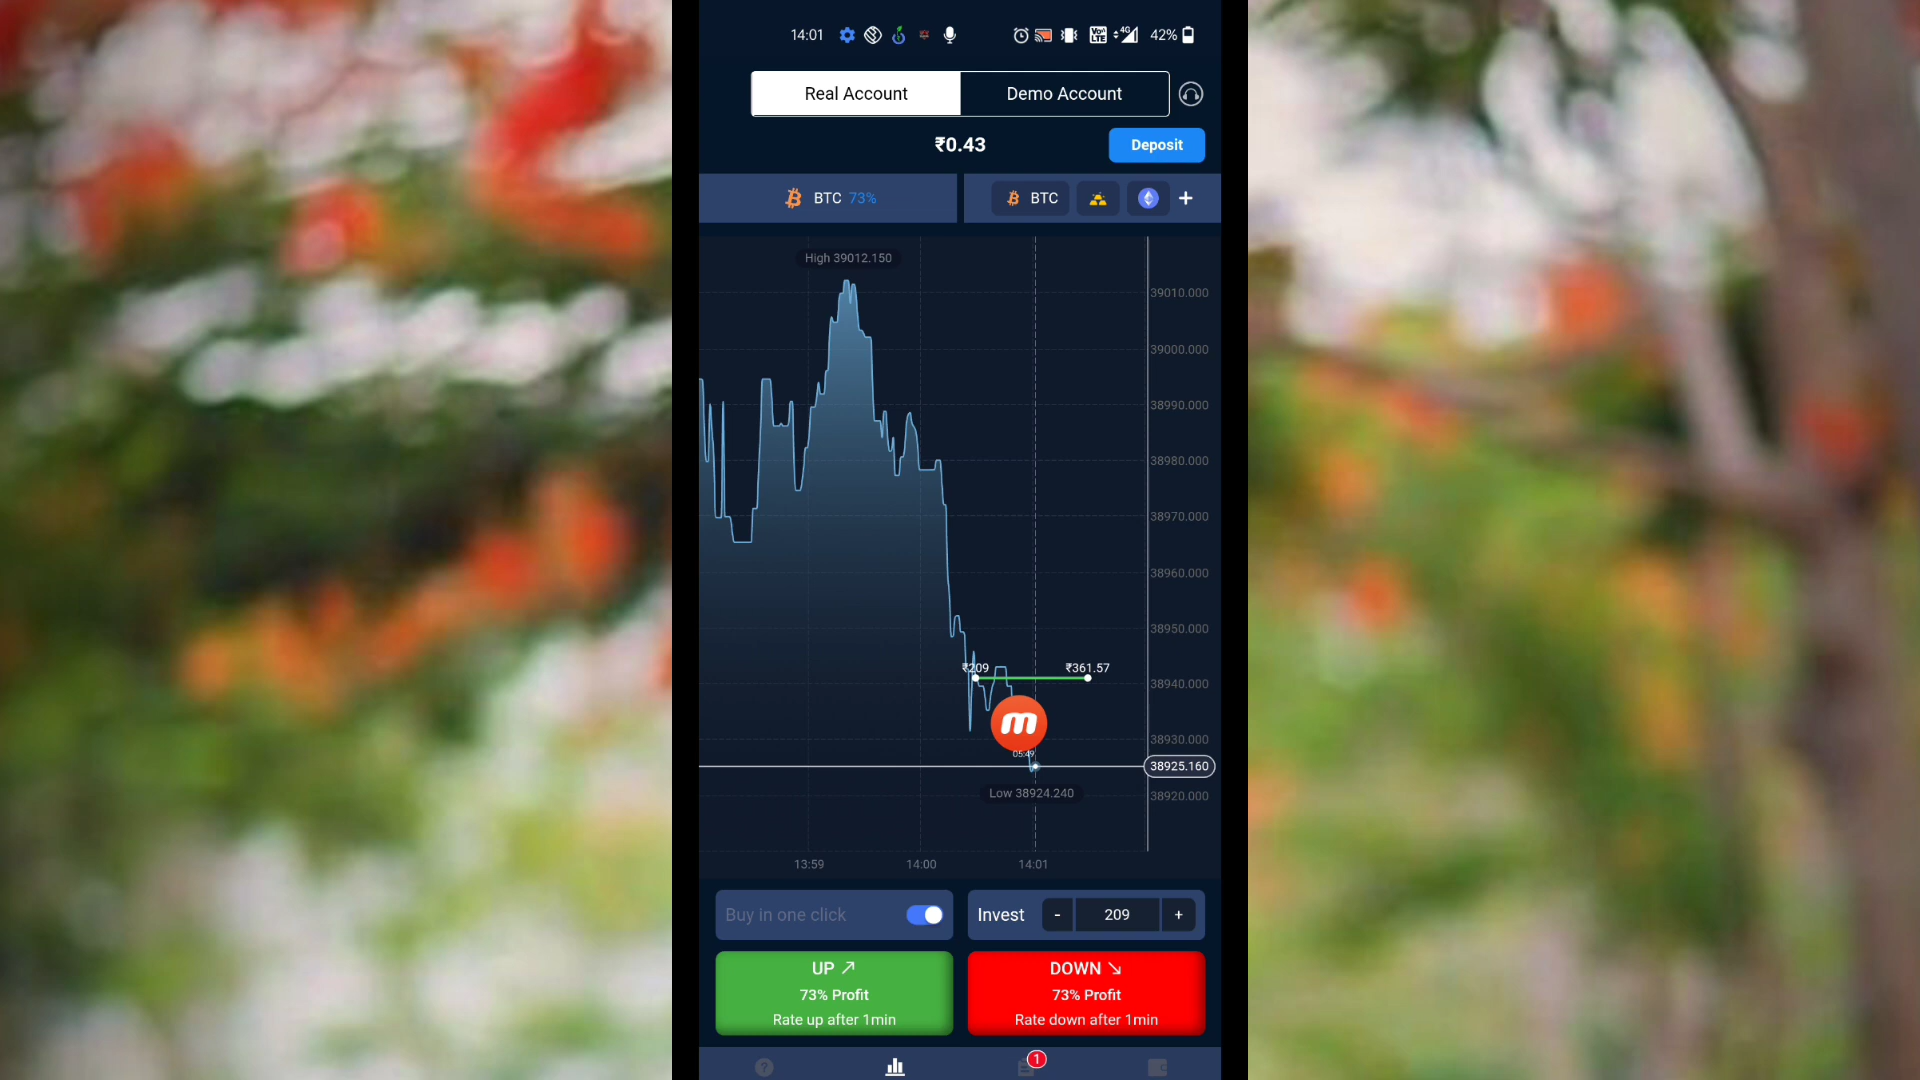 14:01 42%
Real Account Demo Account
₹0.43 Deposit
BTC 73% BTC +
High 39012.150
39010.000
39000.000
38990.000
38980.000
38970.000
38960.000
38950.000
₹209 ₹361.57
38940.000
m
38930.000
05:49
38925.160
Low 38924.240
38920.000
13:59 14:00 14:01
Buy in one click Invest - 209 +
UP DOWN
73% Profit 73% Profit
Rate up after 1min Rate down after 1min
1